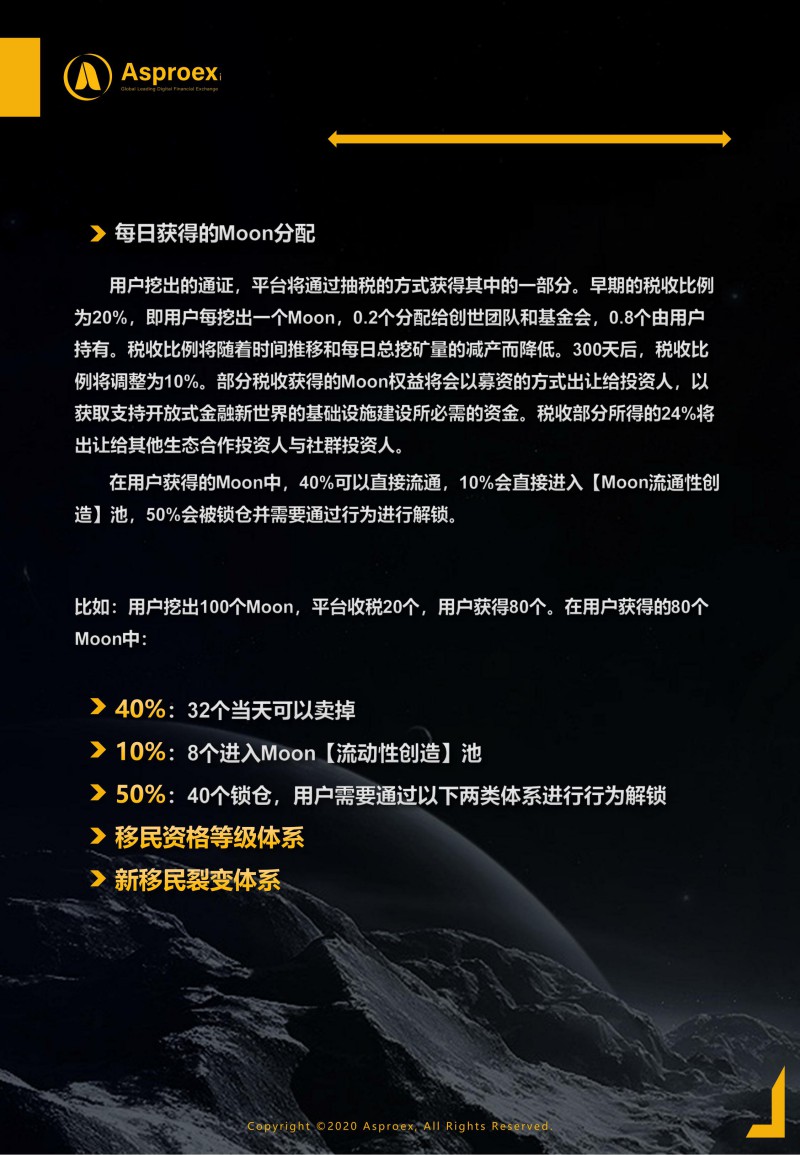 Asproex
Global Leading Digital Financial Exchange
每日获得的Moon分配
用户挖出的通证，平台将通过抽税的方式获得其中的一部分。早期的税收比例
为20%，即用户每挖出一个Moon，0.2个分配给创世团队和基金会，0.8个由用户
持有。税收比例将随着时间推移和每日总挖矿量的减产而降低。300天后，税收比
例将调整为10%。部分税收获得的Moon权益将会以募资的方式出让给投资人，以
获取支持开放式金融新世界的基础设施建设所必需的资金。税收部分所得的24%将
出让给其他生态合作投资人与社群投资人。
在用户获得的Moon中，40%可以直接流通，10%会直接进入【Moon流通性创
造】池，50%会被锁仓并需要通过行为进行解锁。
比如：用户挖出100个Moon，平台收税20个，用户获得80个。在用户获得的80个
Moon中：
40%：32个当天可以卖掉
10%：8个进入Moon【流动性创造】池
50%：40个锁仓，用户需要通过以下两类体系进行行为解锁
移民资格等级体系
新移民裂变体系
Copyright ©2020 Asproex, All Rights Reserved.